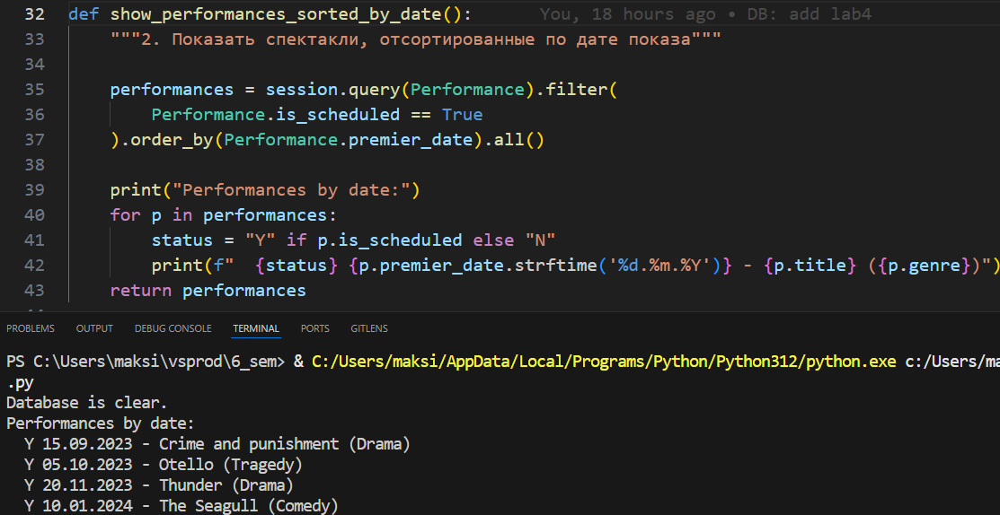 32 def show_performances_sorted_by_date(): You, 18 hours ago • DB: add lab4
33 """2. Показать спектакли, отсортированные по дате показа"""
34
35 performances = session.query(Performance).filter(
36 Performance.is_scheduled == True
37 ).order_by(Performance.premier_date).all()
38
39 print("Performances by date:")
40 for p in performances:
41 status = "Y" if p.is_scheduled else "N"
42 print(f"  {status} {p.premier_date.strftime('%d.%m.%Y')} - {p.title} ({p.genre})")
43 return performances
PROBLEMS OUTPUT DEBUG CONSOLE TERMINAL PORTS GITLENS
PS C:\Users\maksi\vsprod\6_sem> & C:/Users/maksi/AppData/Local/Programs/Python/Python312/python.exe c:/Users/ma
.py
Database is clear.
Performances by date:
Y 15.09.2023 - Crime and punishment (Drama)
Y 05.10.2023 - Otello (Tragedy)
Y 20.11.2023 - Thunder (Drama)
Y 10.01.2024 - The Seagull (Comedy)